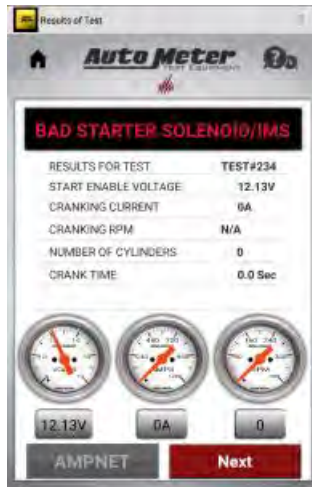 Results of Test
Auto Meter
TEST EQUIPMENT
BAD STARTER SOLENOID/IMS
RESULTS FOR TEST TEST#234
START ENABLE VOLTAGE 12.13V
CRANKING CURRENT 0A
CRANKING RPM N/A
NUMBER OF CYLINDERS 0
CRANK TIME 0.0 Sec
12.13V 0A 0
AMPNET Next